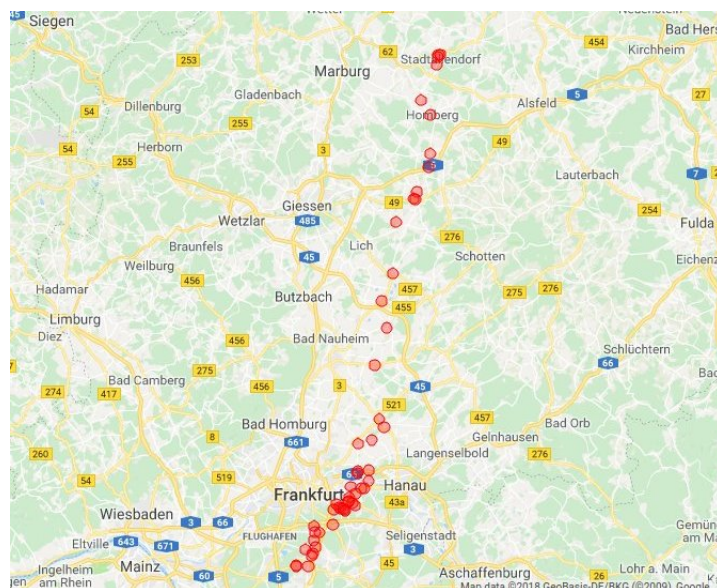 Siegen
45
Wetter
Neuenstein
Bad Hers
454
Kirchheim
62
Stadtallendorf
253
Marburg
Gladenbach
5
27
54
Dillenburg
Homberg
Alsfeld
255
3
49
Herborn
54
255
5
7
Lauterbach
Giessen
49
254
Wetzlar
485
Fulda
276
Braunfels
Lich
45
Schotten
Eichenz
Weilburg
456
457
275
276
Hadamar
Butzbach
455
Limburg
Diez
456
Bad Nauheim
Schlüchtern
66
275
Bad Camberg
456
3
45
274
417
521
457
Bad Homburg
Bad Orb
8
661
Gelnhausen
260
Langenselbold
276
54
519
Frankfurt
Hanau
43a
Wiesbaden
3
66
Eltville
643
671
FLUGHAFEN
Seligenstadt
3
Gemün
am Ma
Ingelheim
am Rhein
Mainz
60
5
45
Aschaffenburg
26
Lohr a. Main
Map data ©2018 GeoBasis-DE/BKG (©2009), Google